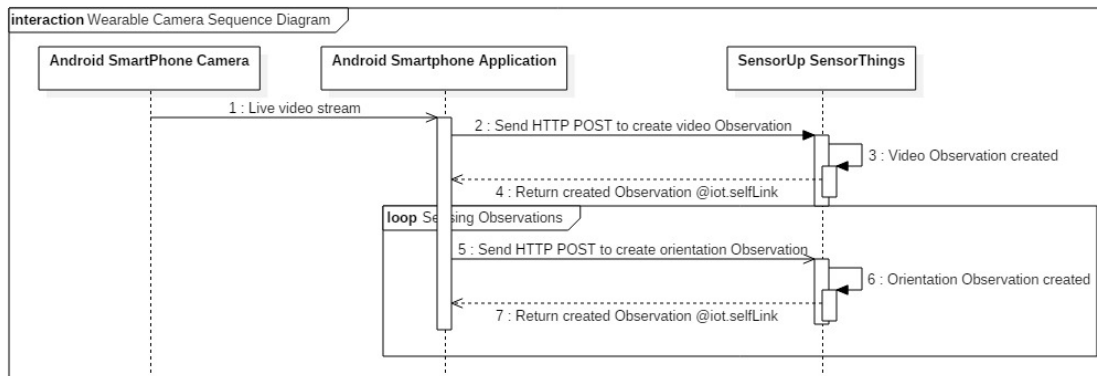 interaction Wearable Camera Sequence Diagram
Android SmartPhone Camera
Android Smartphone Application
SensorUp SensorThings
1 : Live video stream
2 : Send HTTP POST to create video Observation
3 : Video Observation created
4 : Return created Observation @iot.selfLink
loop Sensing Observations
5 : Send HTTP POST to create orientation Observation
6 : Orientation Observation created
7 : Return created Observation @iot.selfLink